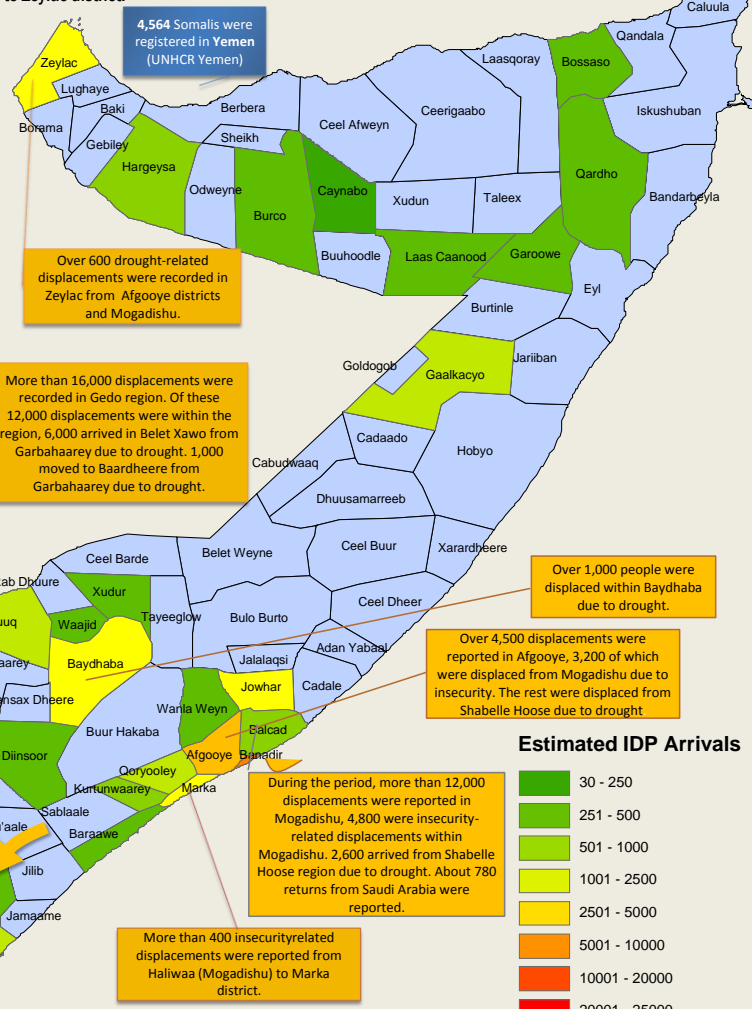 to Zeylac district.
4,564 Somalis were
registered in Yemen
(UNHCR Yemen)
Caluula
Qandala
Laasqoray
Bossaso
Zeylac
Lughaye
Baki
Berbera
Ceerigaabo
Iskushuban
Borama
Ceel Afweyn
Sheikh
Gebiley
Hargeysa
Qardho
Odweyne
Caynabo
Xudun
Taleex
Bandarbeyla
Burco
Buuhoodle
Laas Caanood
Garoowe
Eyl
Over 600 drought-related
displacements were recorded in
Zeylac from Afgooye districts
and Mogadishu.
Burtinle
Goldogob
Gaalkacyo
Jariiban
More than 16,000 displacements were
recorded in Gedo region. Of these
12,000 displacements were within the
region, 6,000 arrived in Belet Xawo from
Garbahaarey due to drought. 1,000
moved to Baardheere from
Garbahaarey due to drought.
Cadaado
Hobyo
Cabudwaaq
Dhuusamarreeb
Ceel Barde
Belet Weyne
Ceel Buur
Xarardheere
ab Dhuure
Xudur
Tayeeglow
Ceel Dheer
Over 1,000 people were
displaced within Baydhaba
due to drought.
uuq
Waajid
Bulo Burto
Adan Yabaal
aarey
Baydhaba
Jalalaqsi
Over 4,500 displacements were
reported in Afgooye, 3,200 of which
were displaced from Mogadishu due to
insecurity. The rest were displaced from
Shabelle Hoose due to drought
ensax Dheere
Jowhar
Cadale
Wanla Weyn
Buur Hakaba
Balcad
Diinsoor
Afgooye
Banadir
Qoryooley
Kurtunwaarey
Marka
Sablaale
'aale
Baraawe
Jilib
Jamaame
During the period, more than 12,000
displacements were reported in
Mogadishu, 4,800 were insecurity-
related displacements within
Mogadishu. 2,600 arrived from Shabelle
Hoose region due to drought. About 780
returns from Saudi Arabia were
reported.
More than 400 insecurityrelated
displacements were reported from
Haliwaa (Mogadishu) to Marka
district.
Estimated IDP Arrivals
30 - 250
251 - 500
501 - 1000
1001 - 2500
2501 - 5000
5001 - 10000
10001 - 20000
20001 - 25000